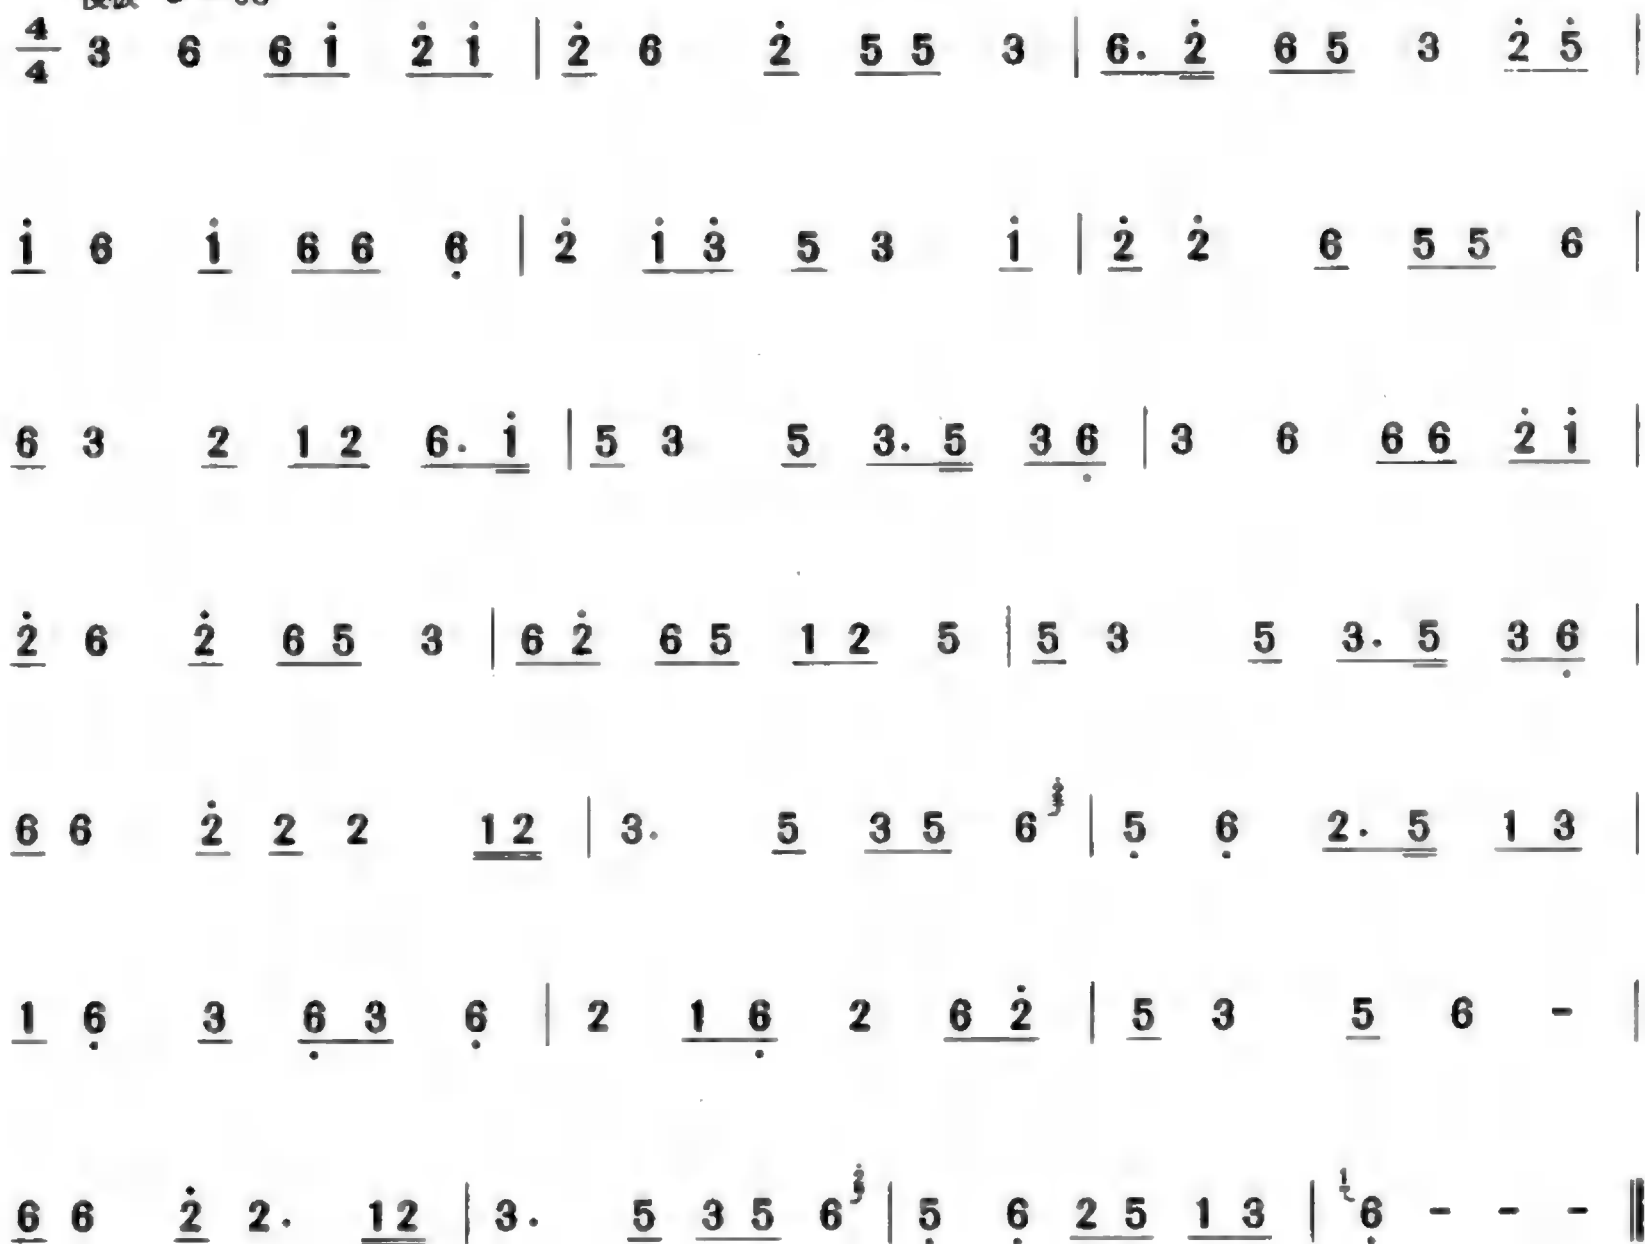 4/4 3 6 6 i̇ 2̇ i̇ | 2̇ 6 2̇ 5 5 3 | 6. 2̇ 6 5 3 2̇ 5̇ |
i̇ 6 i̇ 6 6 6̣ | 2̇ i̇ 3̇ 5 3 i̇ | 2̇ 2̇ 6 5 5 6 |
6 3 2 1 2 6. i̇ | 5 3 5 3. 5 3 6̣ | 3 6 6 6 2̇ i̇ |
2̇ 6 2̇ 6 5 3 | 6 2̇ 6 5 1 2 5 | 5 3 5 3. 5 3 6̣ |
6 6 2̇ 2 2 1 2 | 3. 5 3 5 6 | 5̣ 6̣ 2. 5 1 3 |
1 6̣ 3 6̣ 3 6̣ | 2 1 6̣ 2 6 2̇ | 5 3 5 6 - |
6 6 2̇ 2. 1 2 | 3. 5 3 5 6 | 5̣ 6̣ 2 5 1 3 | 1 6̣ - - - ‖